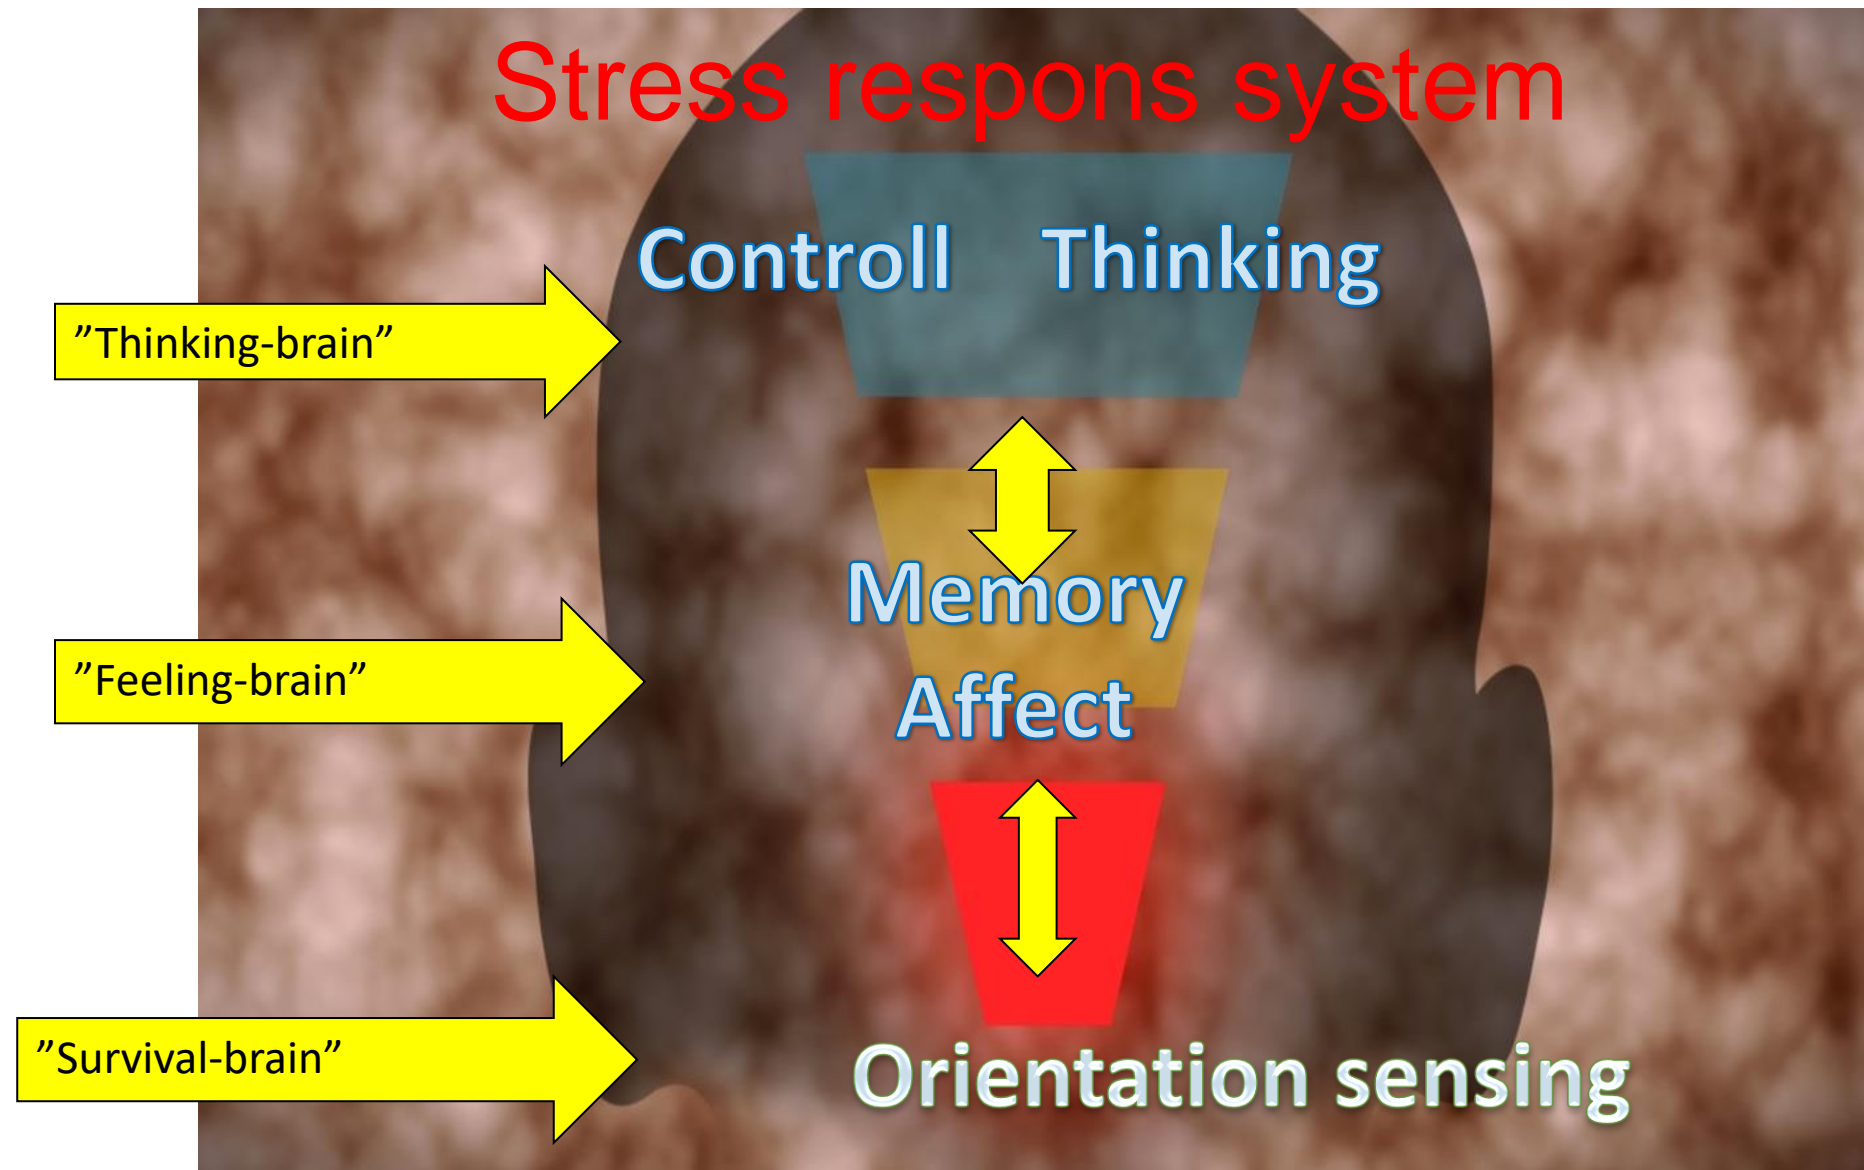 Stress respons system
Controll Thinking
”Thinking-brain”
Memory
Affect
”Feeling-brain”
”Survival-brain”
Orientation sensing